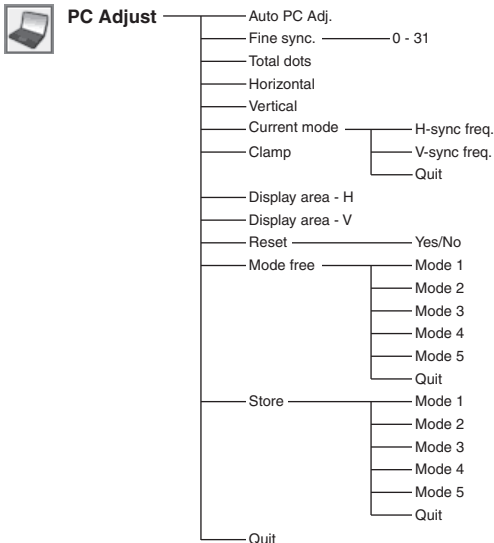 PC Adjust
Auto PC Adj.
Fine sync. 0 - 31
Total dots
Horizontal
Vertical
Current mode H-sync freq.
Clamp V-sync freq.
Quit
Display area - H
Display area - V
Reset Yes/No
Mode free Mode 1
Mode 2
Mode 3
Mode 4
Mode 5
Quit
Store Mode 1
Mode 2
Mode 3
Mode 4
Mode 5
Quit
Quit